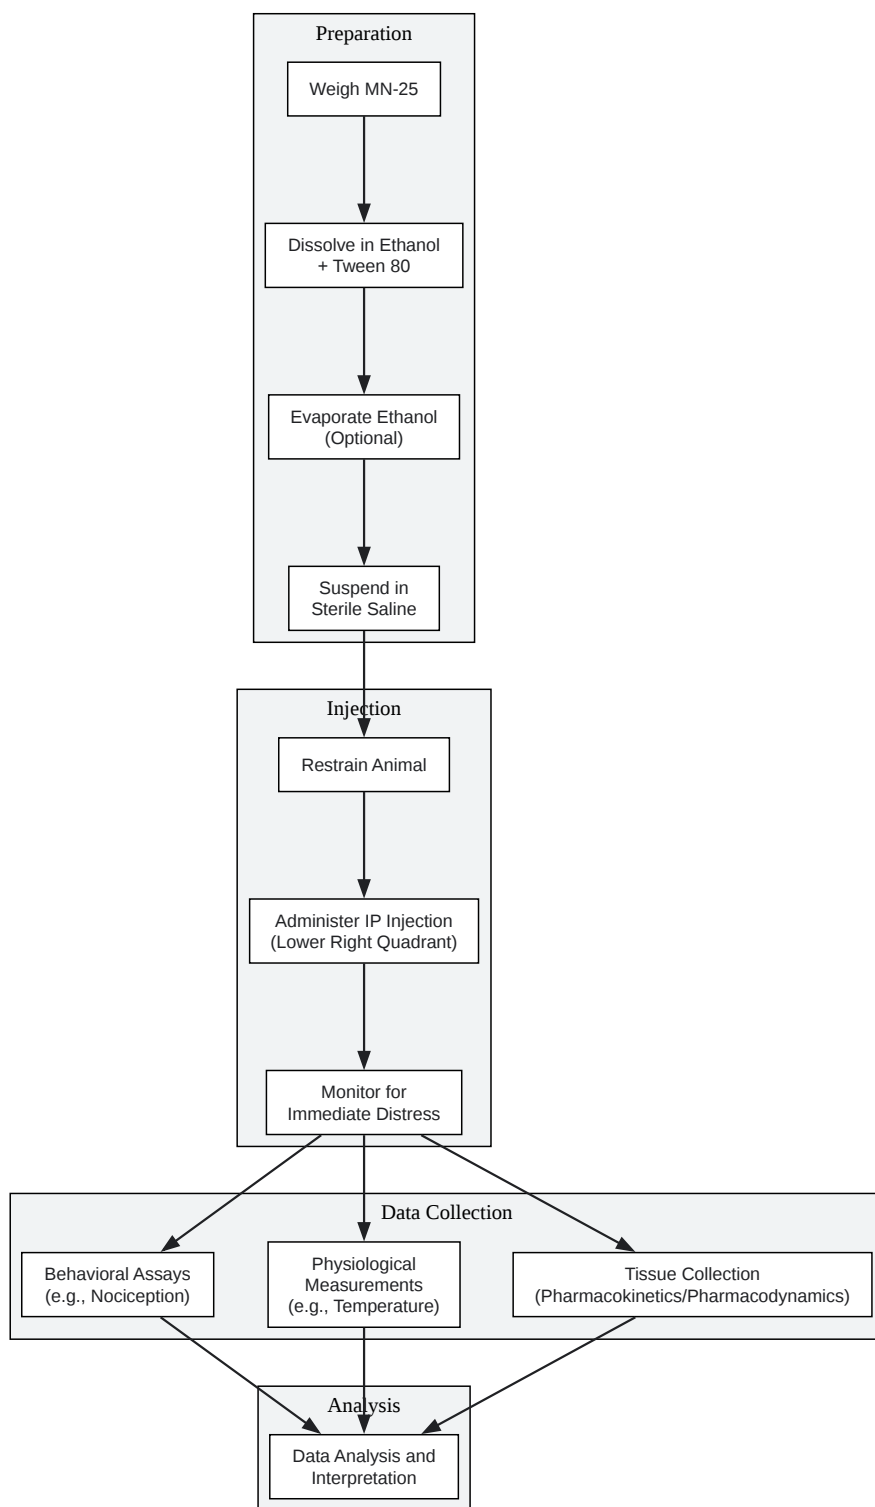 Preparation
Weigh MN-25
Dissolve in Ethanol
+ Tween 80
Evaporate Ethanol
(Optional)
Suspend in
Sterile Saline
Injection
Restrain Animal
Administer IP Injection
(Lower Right Quadrant)
Monitor for
Immediate Distress
Data Collection
Behavioral Assays
(e.g., Nociception)
Physiological
Measurements
(e.g., Temperature)
Tissue Collection
(Pharmacokinetics/Pharmacodynamics)
Analysis
Data Analysis and
Interpretation